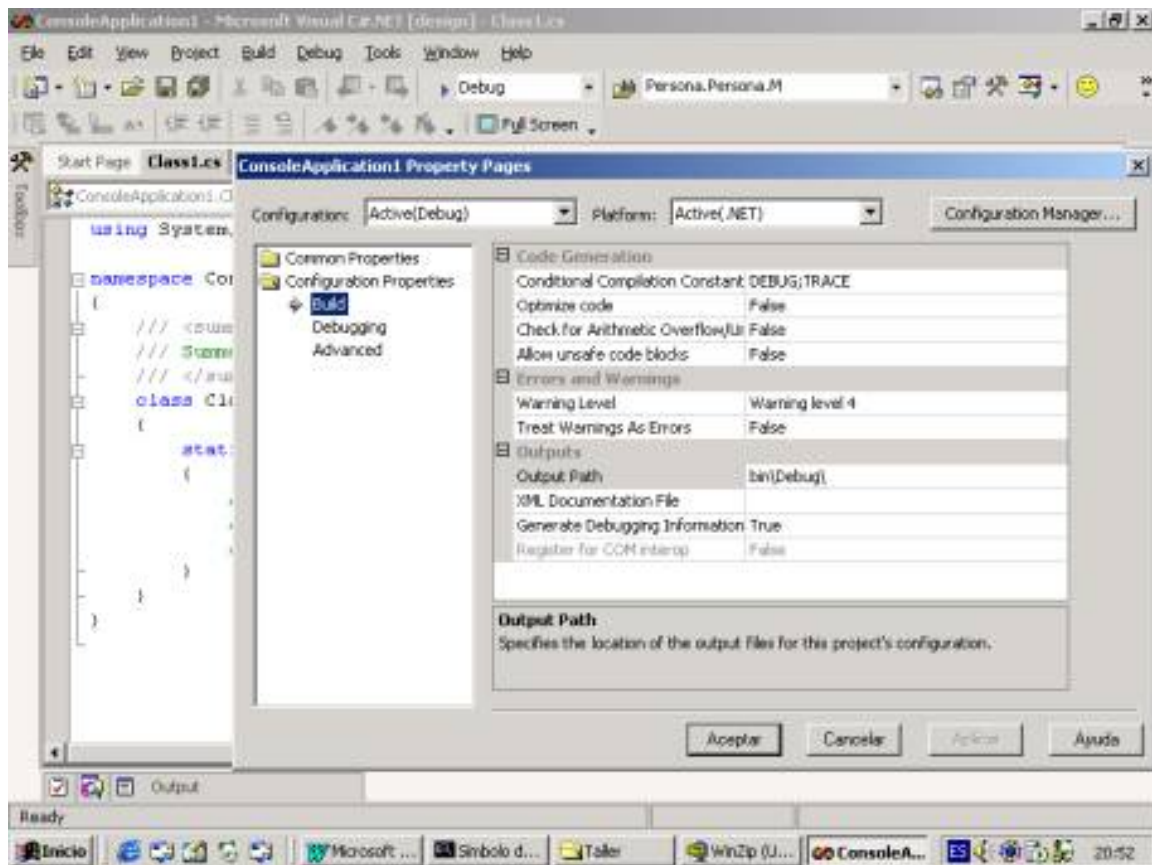 ConsoleApplication1 - Microsoft Visual C#.NET [design] - Class1.cs
File Edit View Project Build Debug Tools Window Help
Debug Persona.Persona.M
Full Screen
Toolbox
Start Page Class1.cs
ConsoleApplication1.Cl
using System
namespace Con
{
/// <summ
/// Summa
/// </su
class Cla
{
stat
{
}
}
}
ConsoleApplication1 Property Pages
Configuration: Active(Debug) Platform: Active(.NET) Configuration Manager...
Common Properties
Configuration Properties
Build
Debugging
Advanced
Code Generation
Conditional Compilation Constant DEBUG;TRACE
Optimize code False
Check for Arithmetic Overflow/Un False
Allow unsafe code blocks False
Errors and Warnings
Warning Level Warning level 4
Treat Warnings As Errors False
Outputs
Output Path bin\Debug\
XML Documentation File
Generate Debugging Information True
Register for COM interop False
Output Path
Specifies the location of the output files for this project's configuration.
Aceptar Cancelar Aplicar Ayuda
Output
Ready
Inicio Microsoft ... Símbolo d... Taller WinZip (U... ConsoleA... ES 20:52